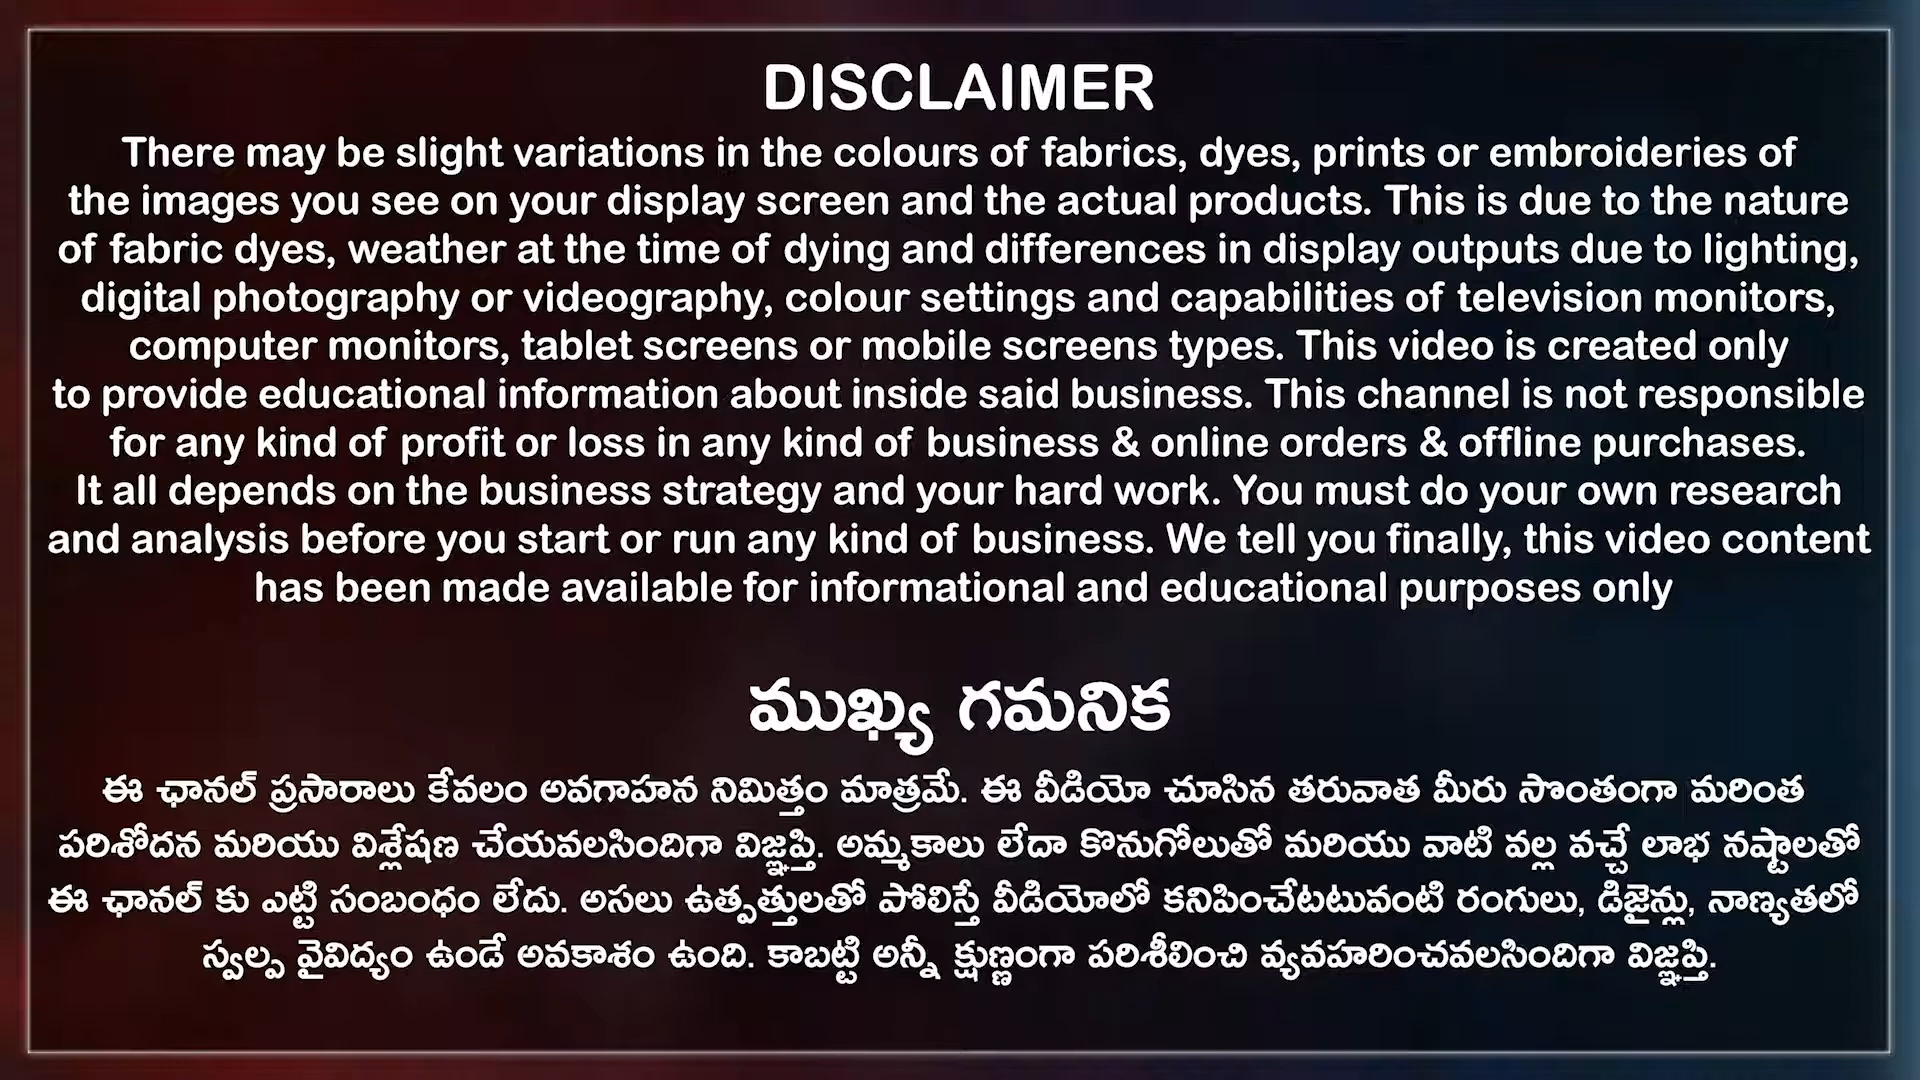 DISCLAIMER
There may be slight variations in the colours of fabrics, dyes, prints or embroideries of
the images you see on your display screen and the actual products. This is due to the nature
of fabric dyes, weather at the time of dying and differences in display outputs due to lighting,
digital photography or videography, colour settings and capabilities of television monitors,
computer monitors, tablet screens or mobile screens types. This video is created only
to provide educational information about inside said business. This channel is not responsible
for any kind of profit or loss in any kind of business & online orders & offline purchases.
It all depends on the business strategy and your hard work. You must do your own research
and analysis before you start or run any kind of business. We tell you finally, this video content
has been made available for informational and educational purposes only
ముఖ్య గమనిక
ఈ ఛానల్ ప్రసారాలు కేవలం అవగాహన నిమిత్తం మాత్రమే. ఈ వీడియో చూసిన తరువాత మీరు సొంతంగా మరింత
పరిశోదన మరియు విశ్లేషణ చేయవలసిందిగా విజ్ఞప్తి. అమ్మకాలు లేదా కొనుగోలుతో మరియు వాటి వల్ల వచ్చే లాభ నష్టాలతో
ఈ ఛానల్ కు ఎట్టి సంబంధం లేదు. అసలు ఉత్పత్తులతో పోలిస్తే వీడియోలో కనిపించేటటువంటి రంగులు, డిజైన్లు, నాణ్యతలో
స్వల్ప వైవిద్యం ఉండే అవకాశం ఉంది. కాబట్టి అన్నీ క్షుణ్ణంగా పరిశీలించి వ్యవహరించవలసిందిగా విజ్ఞప్తి.